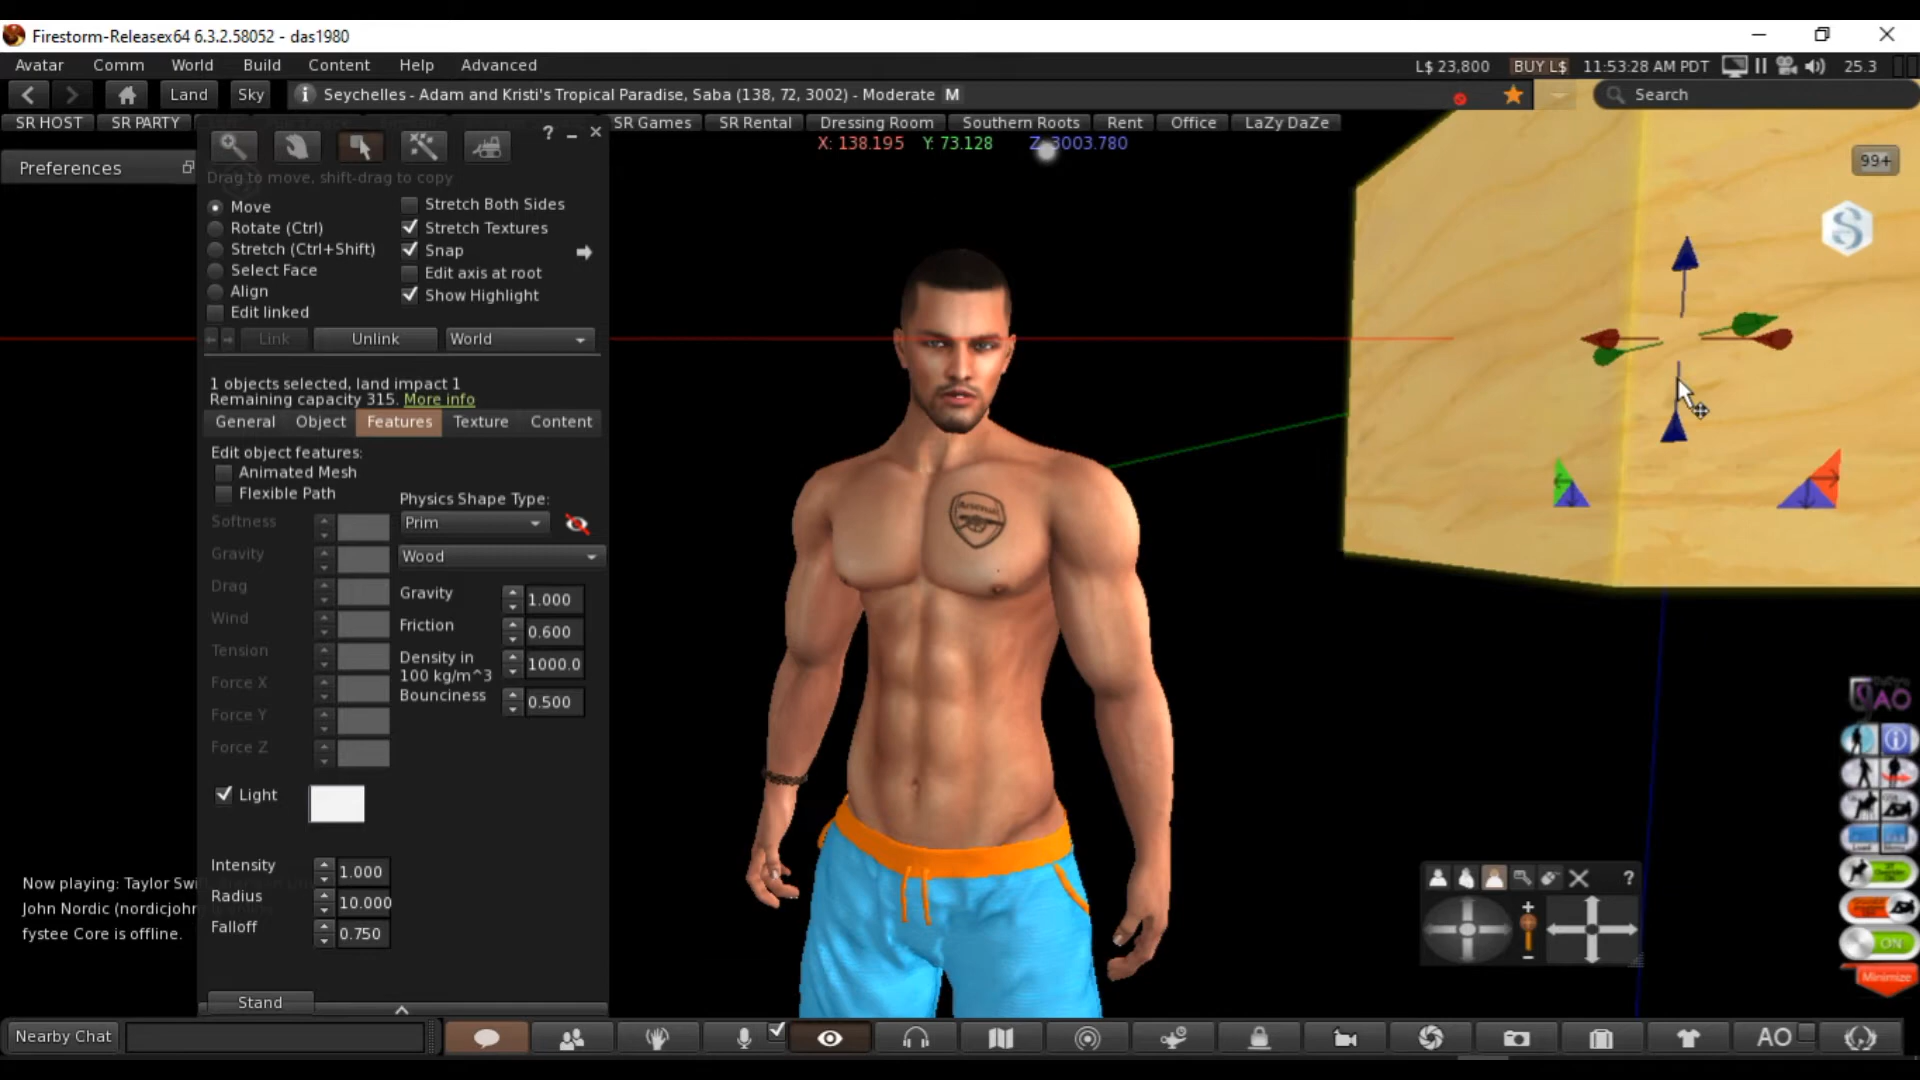 Firestorm-Releasex64 6.3.2.58052 - das1980
Avatar Comm World Build Content Help Advanced
L$ 23,800 BUY L$ 11:53:28 AM PDT 25.3
Land Sky Seychelles - Adam and Kristi's Tropical Paradise, Saba (138, 72, 3002) - Moderate M
Search
SR HOST SR PARTY SR Games SR Rental Dressing Room Southern Roots Rent Office LaZy DaZe
X: 138.195 Y: 73.128 Z: 3003.780
99+
Preferences
Drag to move, shift-drag to copy
Move
Rotate (Ctrl)
Stretch (Ctrl+Shift)
Select Face
Align
Edit linked
Stretch Both Sides
Stretch Textures
Snap
Edit axis at root
Show Highlight
Link Unlink World
1 objects selected, land impact 1
Remaining capacity 315. More info
General Object Features Texture Content
Edit object features:
Animated Mesh
Flexible Path
Softness
Gravity
Drag
Wind
Tension
Force X
Force Y
Force Z
Physics Shape Type:
Prim
Wood
Gravity 1.000
Friction 0.600
Density in
100 kg/m^3 1000.0
Bounciness 0.500
Light
Intensity 1.000
Radius 10.000
Falloff 0.750
Now playing: Taylor Swi
John Nordic (nordicjohn
fystee Core is offline.
Stand
Arsenal
AO
ON
Minimize
Nearby Chat
AO